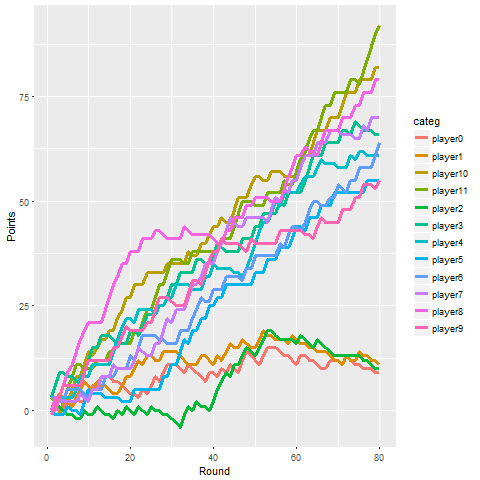 Points
75
50
25
0
0
20
40
60
80
Round
categ
player0
player1
player10
player11
player2
player3
player4
player5
player6
player7
player8
player9